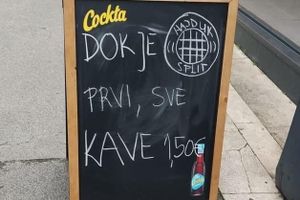 Cockta
DOK JE
HAJDUK
SPLIT
PRVI, SVE
KAVE 1,50€